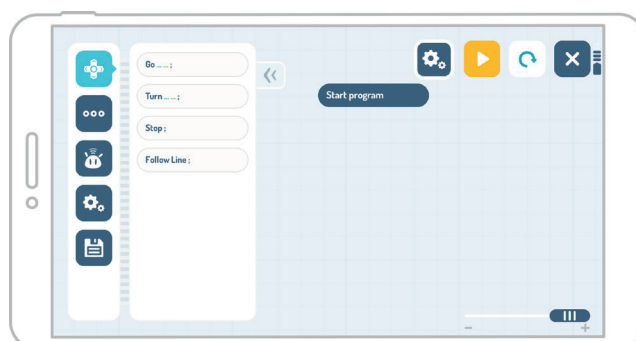 Go ... ... ;
Turn ... ... ;
Stop ;
Follow Line ;
Start program
- +